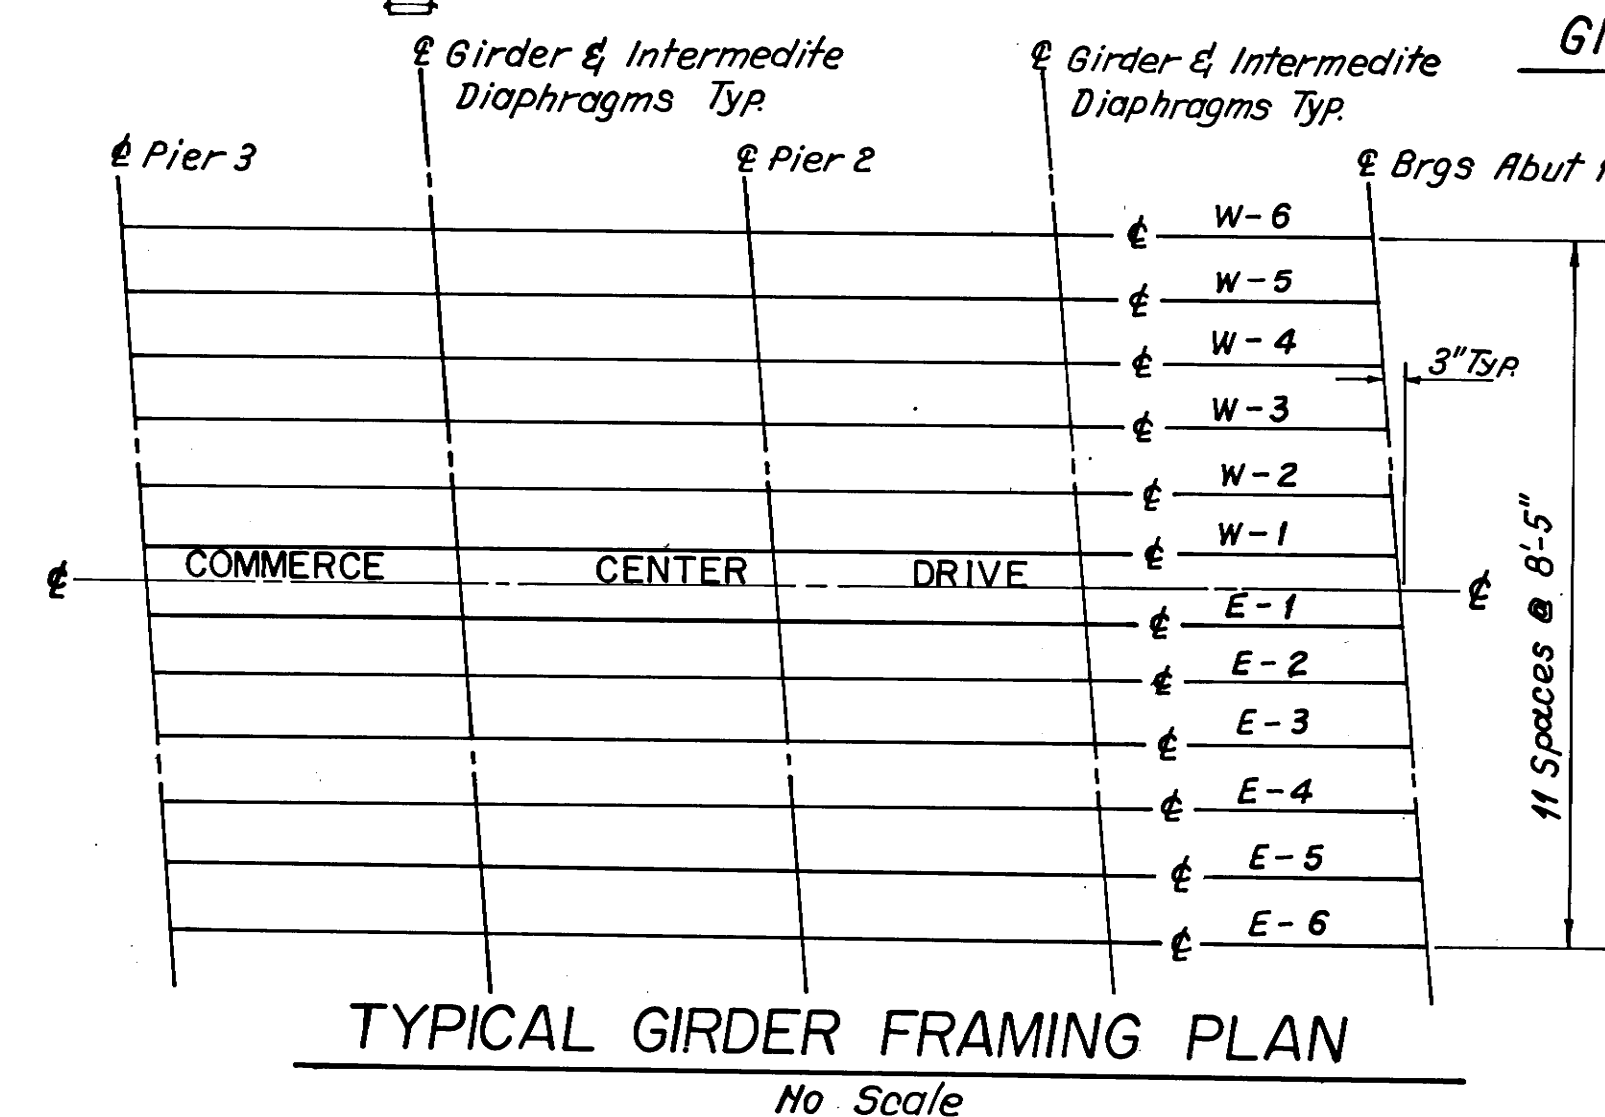 ℄ Girder & Intermedite
Diaphragms Typ.
℄ Girder & Intermedite
Diaphragms Typ.
℄ Pier 3
℄ Pier 2
℄ Brgs Abut
℄ W-6
℄ W-5
℄ W-4
3" Typ.
℄ W-3
℄ W-2
℄ W-1
℄ COMMERCE CENTER DRIVE ℄
℄ E-1
℄ E-2
℄ E-3
℄ E-4
℄ E-5
℄ E-6
11 Spaces @ 8'-5"
TYPICAL GIRDER FRAMING PLAN
No Scale